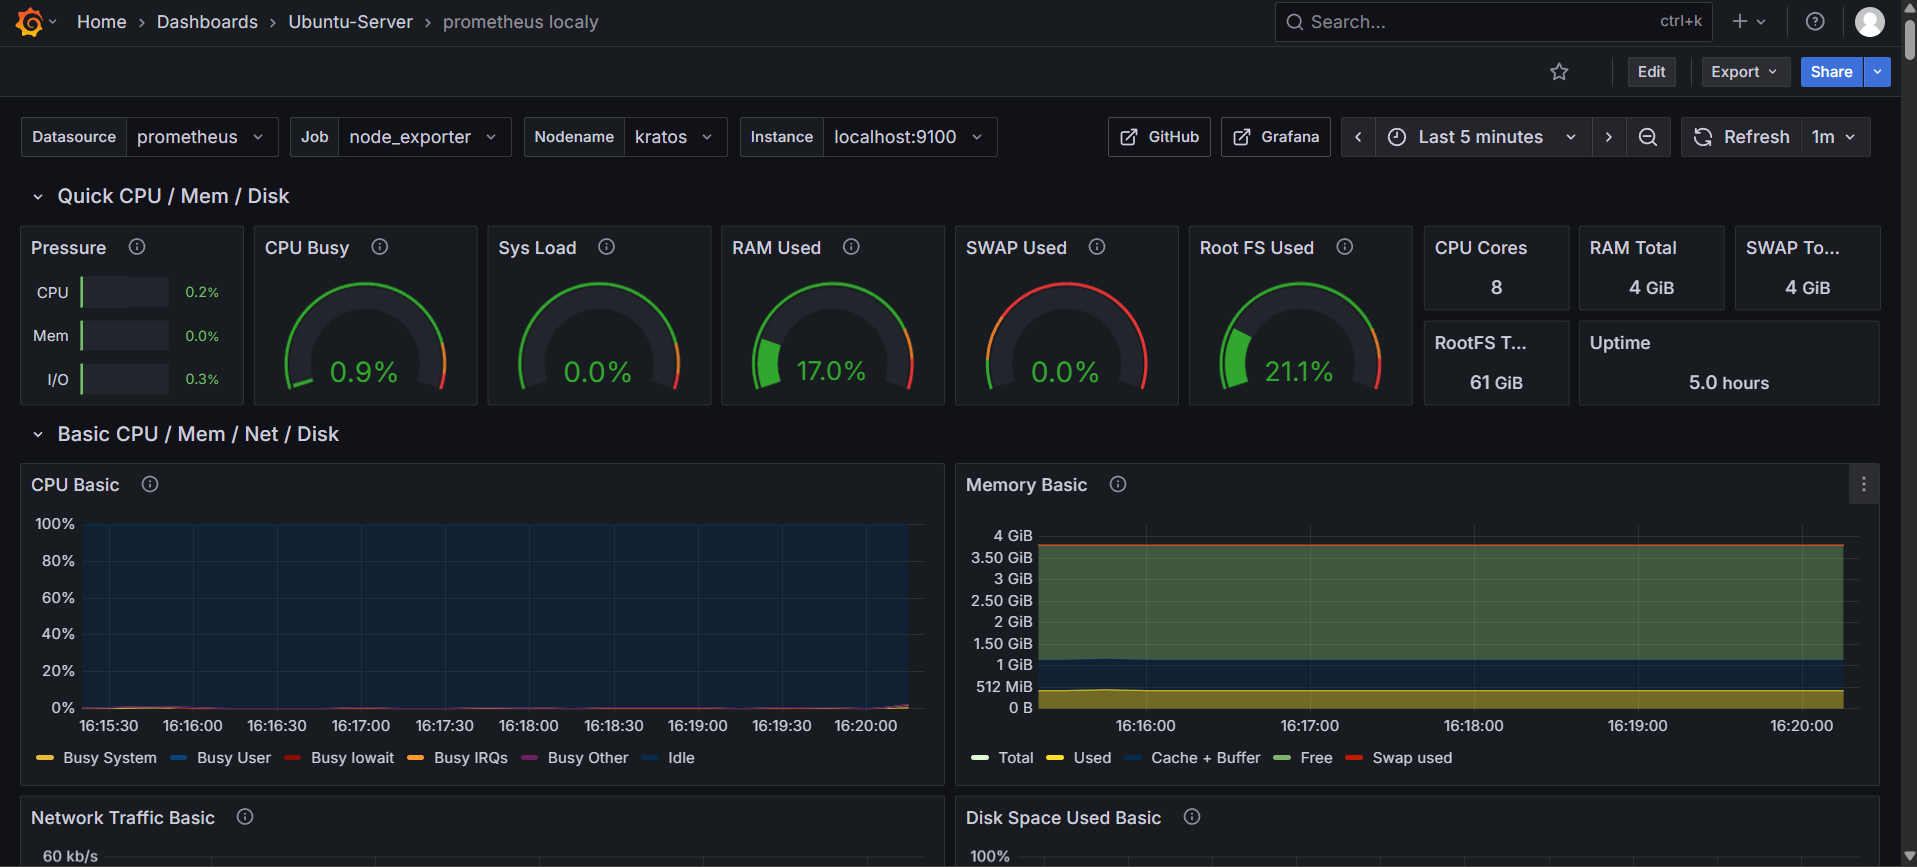 Home › Dashboards › Ubuntu-Server › prometheus localy
Search... ctrl+k
Edit Export Share
Datasource prometheus Job node_exporter Nodename kratos Instance localhost:9100 GitHub Grafana Last 5 minutes Refresh 1m
Quick CPU / Mem / Disk
Pressure
CPU 0.2%
Mem 0.0%
I/O 0.3%
CPU Busy
0.9%
Sys Load
0.0%
RAM Used
17.0%
SWAP Used
0.0%
Root FS Used
21.1%
CPU Cores
8
RAM Total
4 GiB
SWAP To...
4 GiB
RootFS T...
61 GiB
Uptime
5.0 hours
Basic CPU / Mem / Net / Disk
CPU Basic
100%
80%
60%
40%
20%
0%
16:15:30 16:16:00 16:16:30 16:17:00 16:17:30 16:18:00 16:18:30 16:19:00 16:19:30 16:20:00
Busy System Busy User Busy Iowait Busy IRQs Busy Other Idle
Memory Basic
4 GiB
3.50 GiB
3 GiB
2.50 GiB
2 GiB
1.50 GiB
1 GiB
512 MiB
0 B
16:16:00 16:17:00 16:18:00 16:19:00 16:20:00
Total Used Cache + Buffer Free Swap used
Network Traffic Basic
60 kb/s
Disk Space Used Basic
100%